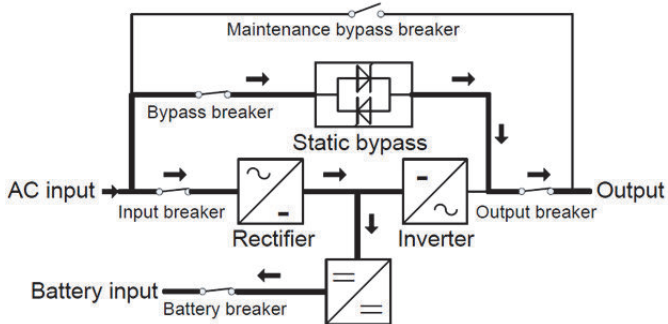 Maintenance bypass breaker
Bypass breaker
Static bypass
AC input
Input breaker
Rectifier
Inverter
Output breaker
Output
Battery input
Battery breaker